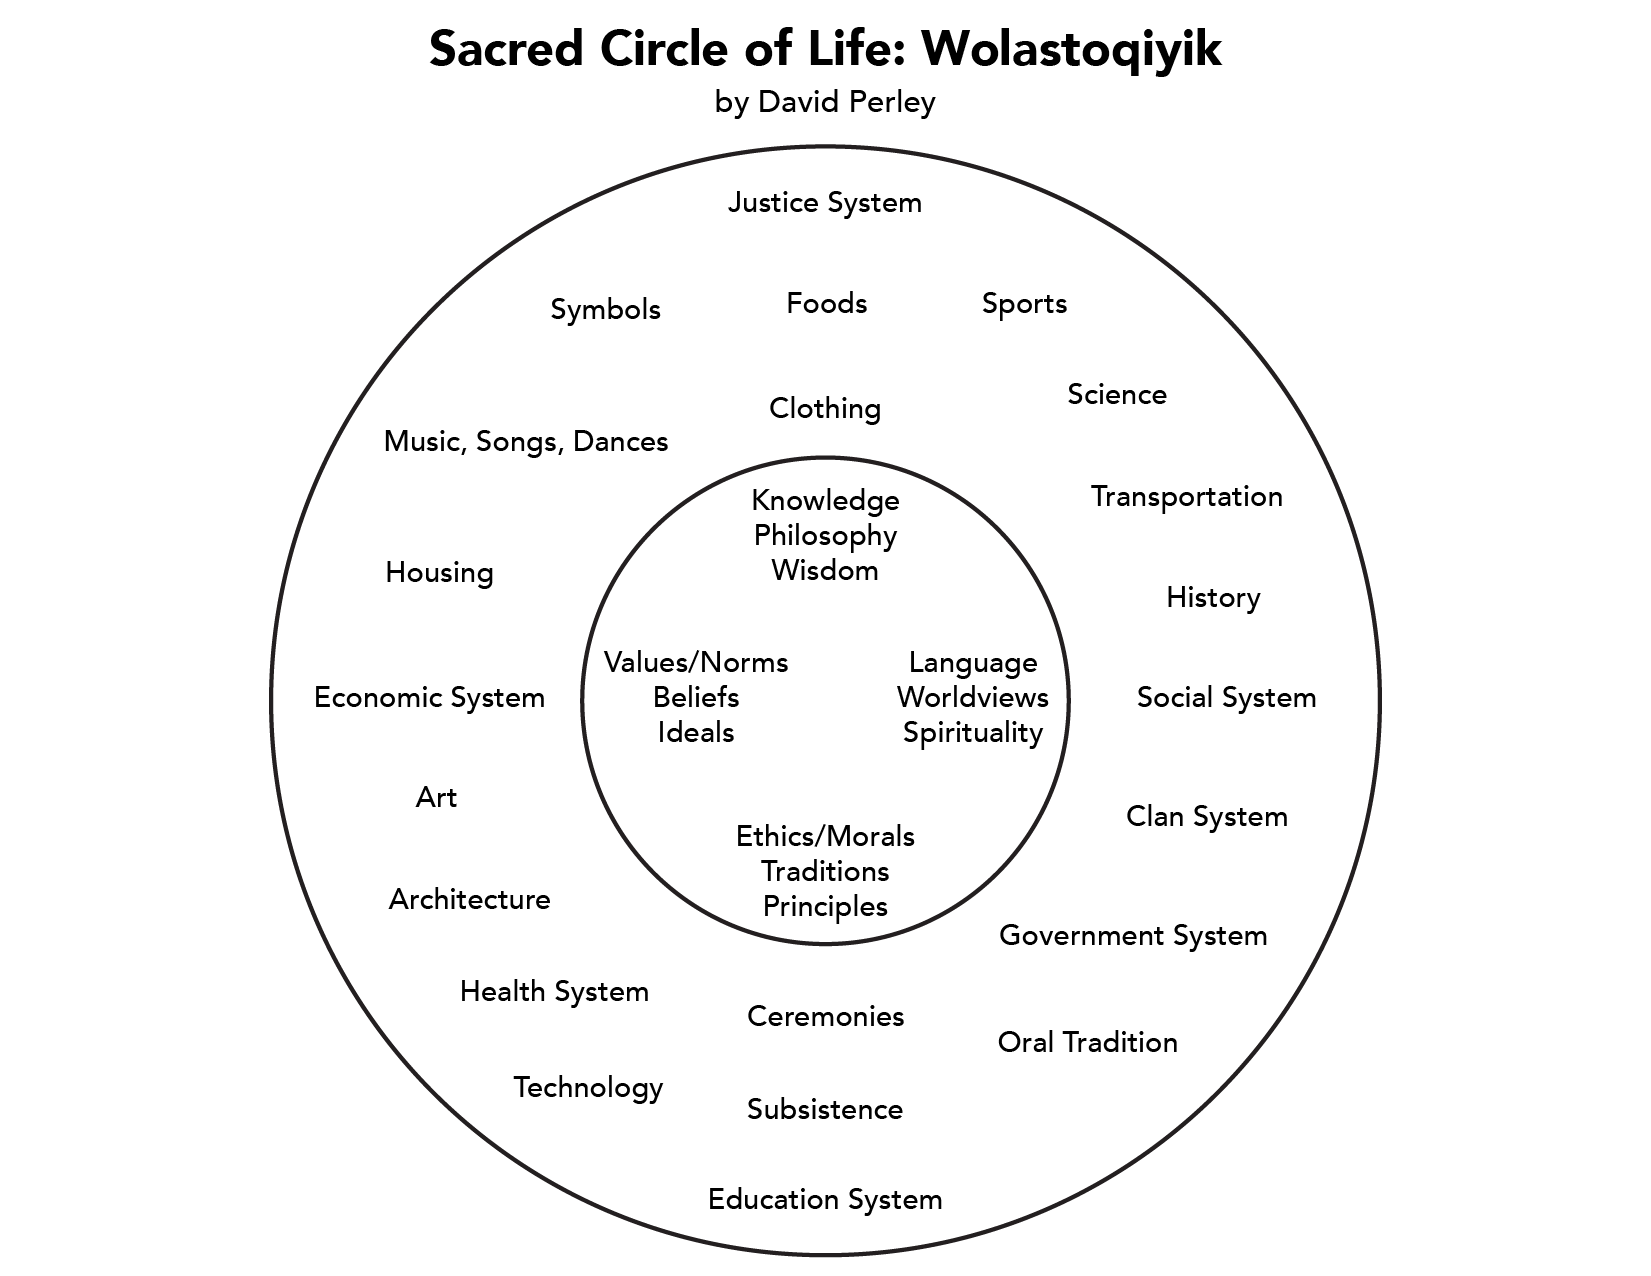 Sacred Circle of Life: Wolastoqiyik
by David Perley
Justice System
Symbols
Foods
Sports
Clothing
Science
Music, Songs, Dances
Transportation
Housing
History
Economic System
Social System
Art
Clan System
Architecture
Government System
Health System
Ceremonies
Oral Tradition
Technology
Subsistence
Education System
Knowledge
Philosophy
Wisdom
Values/Norms
Beliefs
Ideals
Language
Worldviews
Spirituality
Ethics/Morals
Traditions
Principles